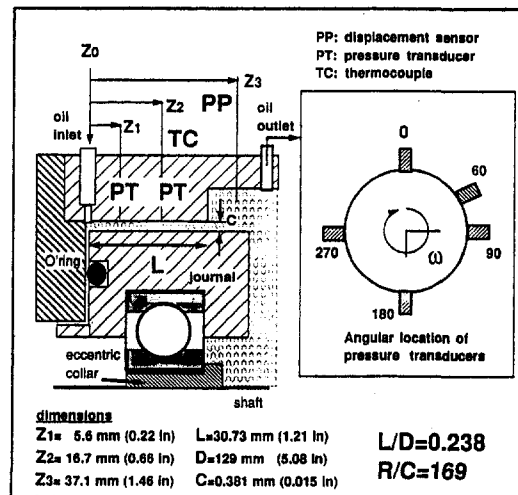 PP: displacement sensor
PT: pressure transducer
TC: thermocouple
Z0
Z3
Z2
PP
oil
inlet
Z1
TC
oil
outlet
PT PT
C
L
O'ring
journal
eccentric
collar
shaft
0
60
270
90
ω
180
Angular location of
pressure transducers
dimensions
Z1= 5.6 mm (0.22 in) L=30.73 mm (1.21 in)
Z2= 16.7 mm (0.66 in) D=129 mm (5.08 in)
Z3= 37.1 mm (1.46 in) C=0.381 mm (0.015 in)
L/D=0.238
R/C=169